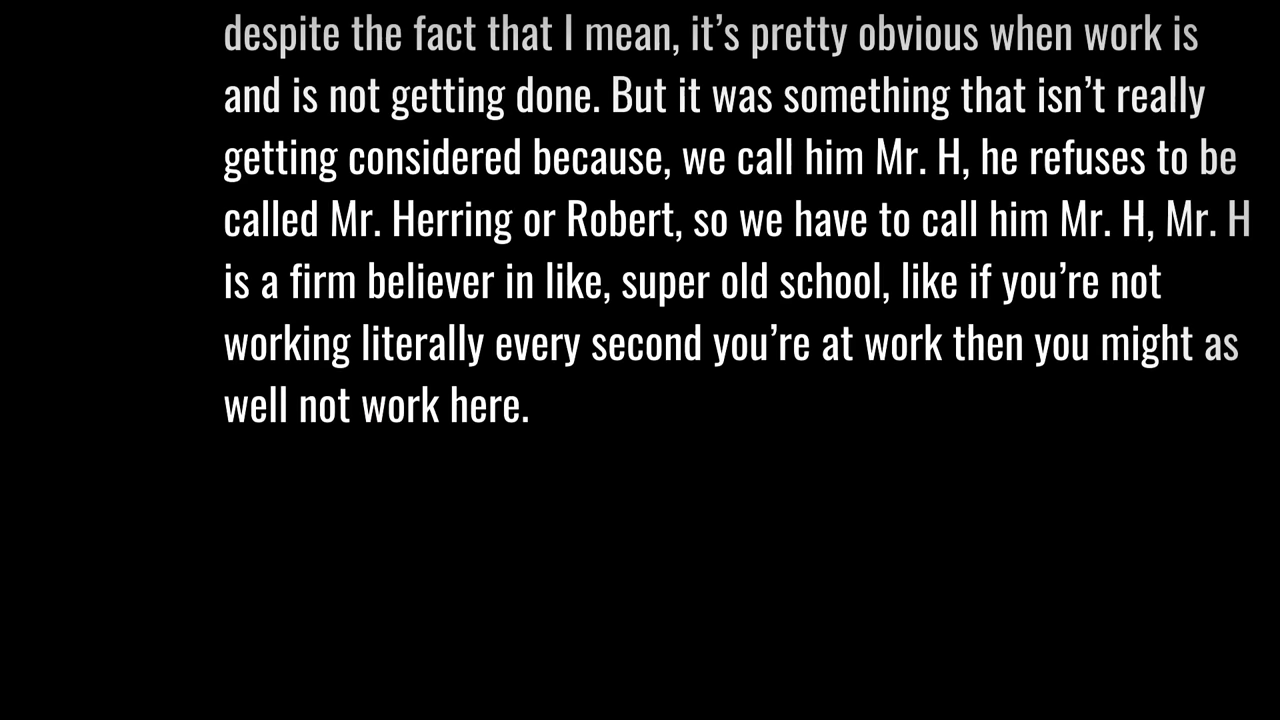 despite the fact that I mean, it’s pretty obvious when work is
and is not getting done. But it was something that isn’t really
getting considered because, we call him Mr. H, he refuses to be
called Mr. Herring or Robert, so we have to call him Mr. H, Mr. H
is a firm believer in like, super old school, like if you’re not
working literally every second you’re at work then you might as
well not work here.